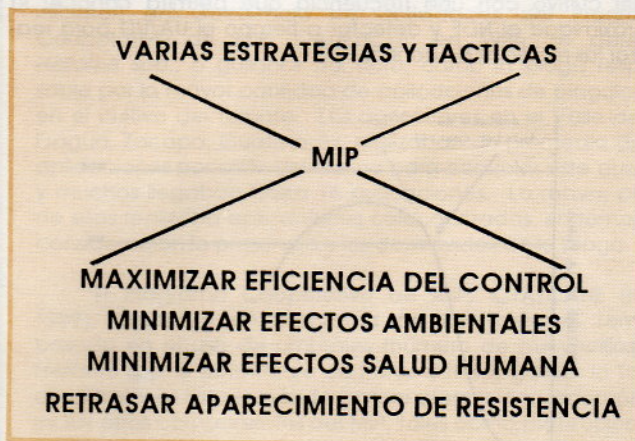 VARIAS ESTRATEGIAS Y TACTICAS
MIP
MAXIMIZAR EFICIENCIA DEL CONTROL
MINIMIZAR EFECTOS AMBIENTALES
MINIMIZAR EFECTOS SALUD HUMANA
RETRASAR APARECIMIENTO DE RESISTENCIA